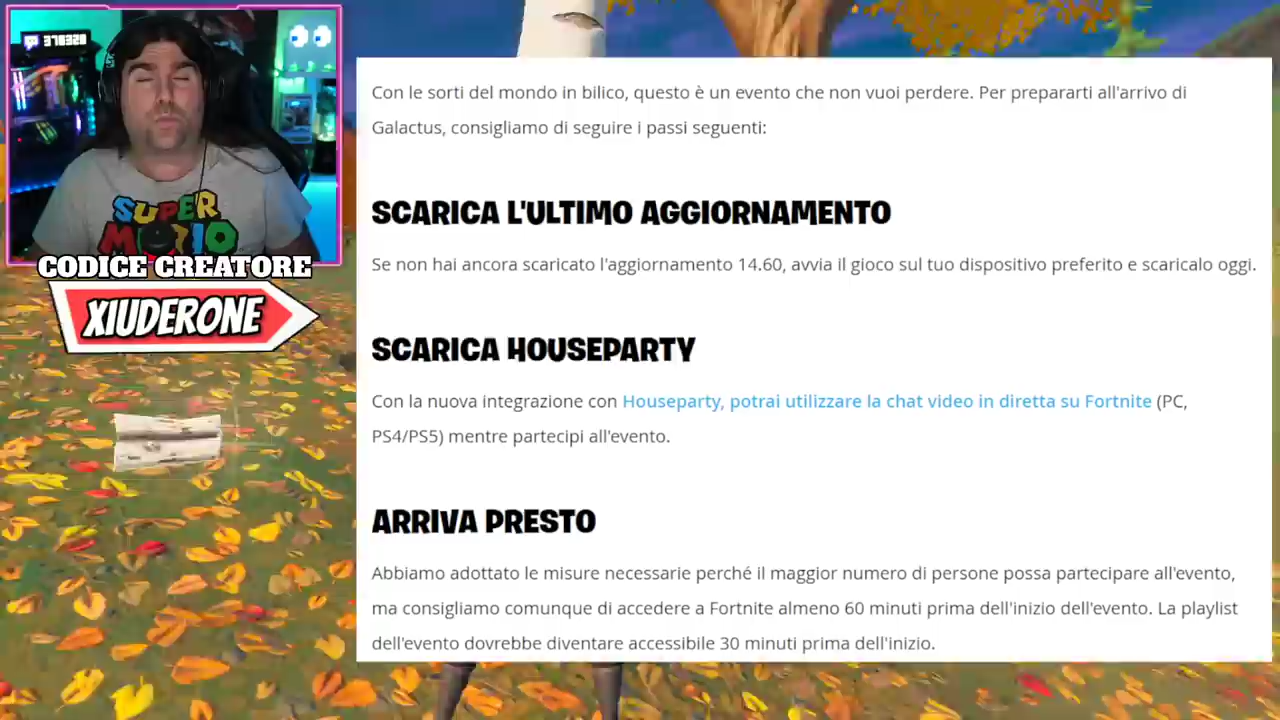 378320
SUPER
MARIO
CODICE CREATORE
XIUDERONE
Con le sorti del mondo in bilico, questo è un evento che non vuoi perdere. Per prepararti all'arrivo di
Galactus, consigliamo di seguire i passi seguenti:
SCARICA L'ULTIMO AGGIORNAMENTO
Se non hai ancora scaricato l'aggiornamento 14.60, avvia il gioco sul tuo dispositivo preferito e scaricalo oggi.
SCARICA HOUSEPARTY
Con la nuova integrazione con Houseparty, potrai utilizzare la chat video in diretta su Fortnite (PC,
PS4/PS5) mentre partecipi all'evento.
ARRIVA PRESTO
Abbiamo adottato le misure necessarie perché il maggior numero di persone possa partecipare all'evento,
ma consigliamo comunque di accedere a Fortnite almeno 60 minuti prima dell'inizio dell'evento. La playlist
dell'evento dovrebbe diventare accessibile 30 minuti prima dell'inizio.